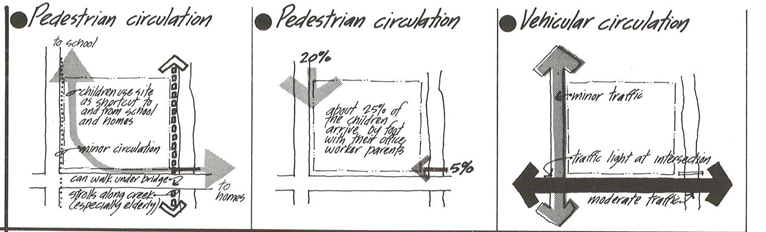 Pedestrian circulation
to school
children use site
as shortcut to
and from school
and homes
minor circulation
can walk under bridge
strolls along creek
(especially elderly)
to
homes
Pedestrian circulation
20%
about 25% of
the children
arrive by foot
with their office
worker parents
5%
Vehicular circulation
minor traffic
traffic light at intersection
moderate traffic